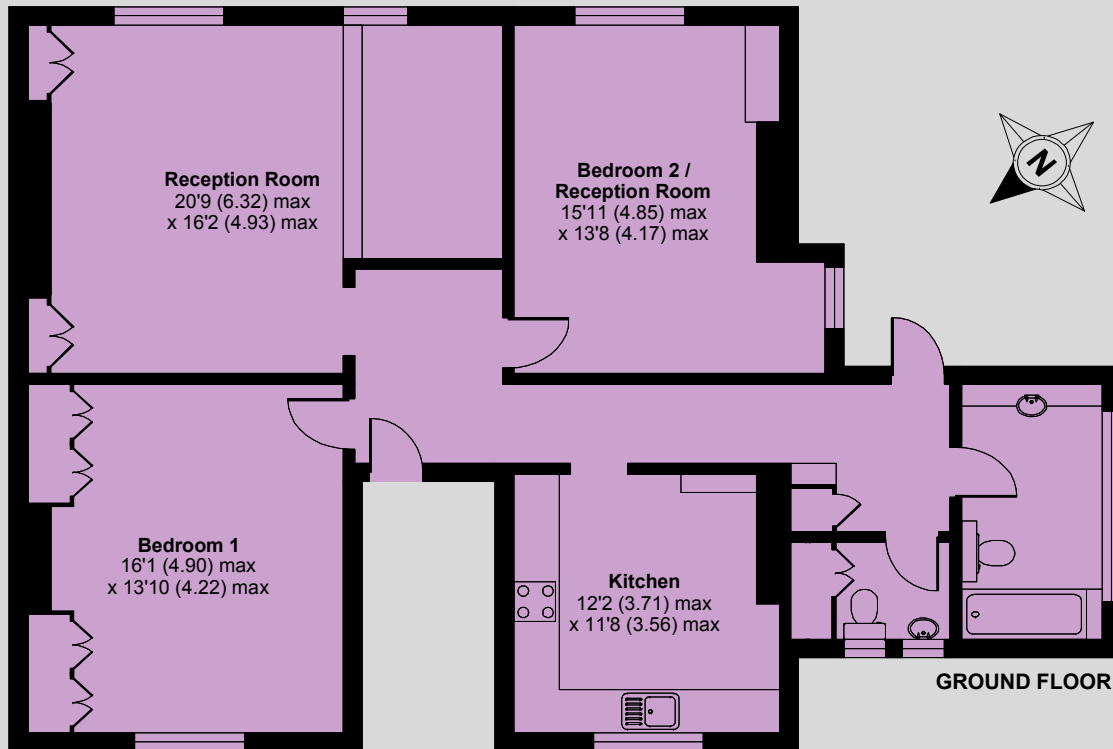 Reception Room
20'9 (6.32) max
x 16'2 (4.93) max
Bedroom 2 /
Reception Room
15'11 (4.85) max
x 13'8 (4.17) max
N
Bedroom 1
16'1 (4.90) max
x 13'10 (4.22) max
Kitchen
12'2 (3.71) max
x 11'8 (3.56) max
GROUND FLOOR